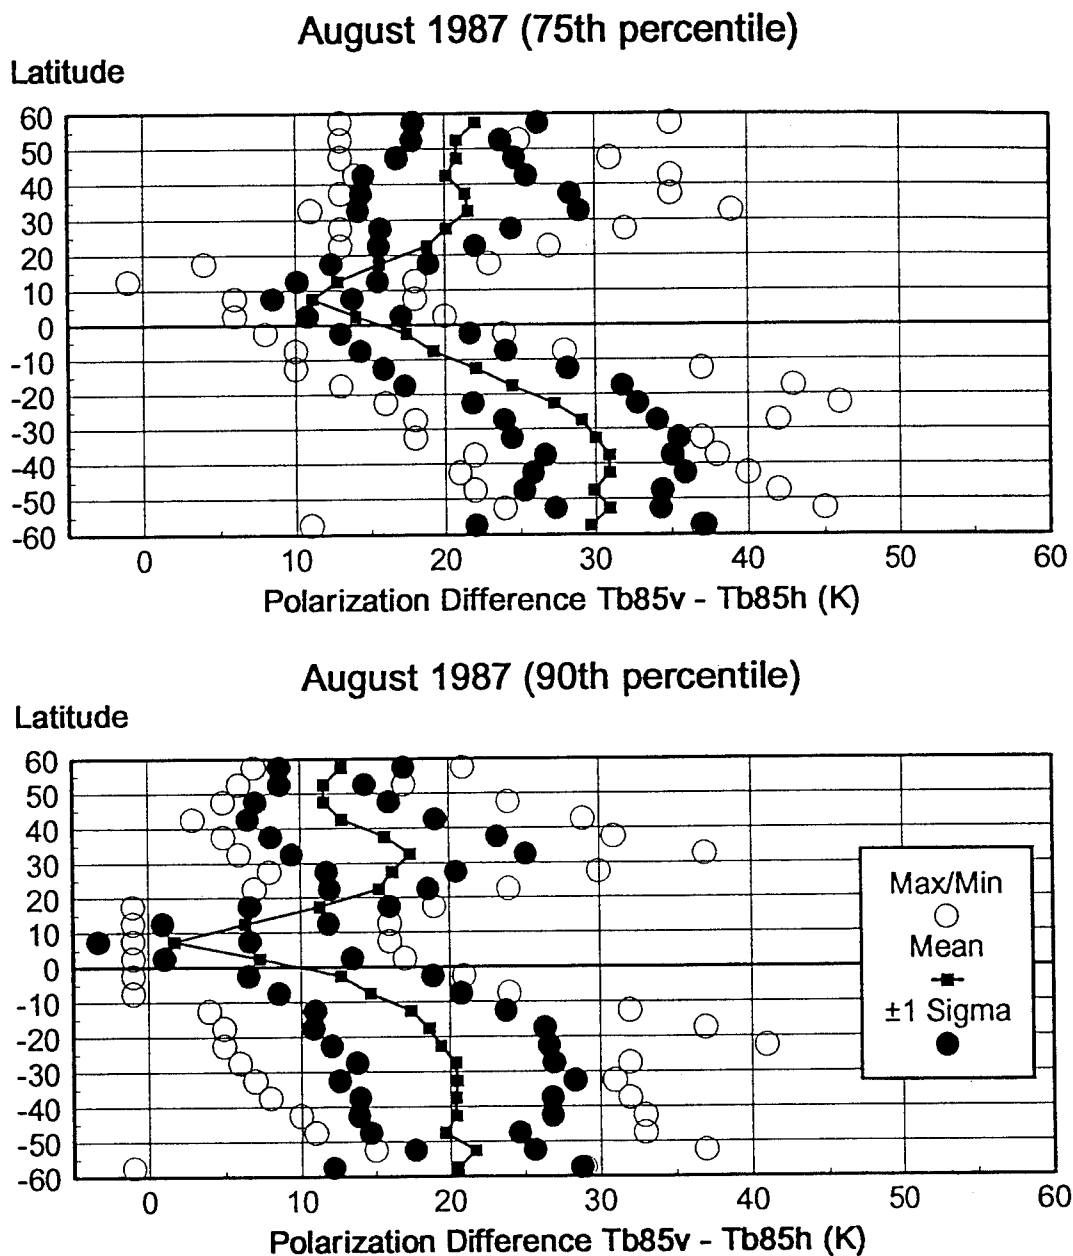 August 1987 (75th percentile)
Latitude
60
50
40
30
20
10
0
-10
-20
-30
-40
-50
-60
0 10 20 30 40 50 60
Polarization Difference Tb85v - Tb85h (K)
August 1987 (90th percentile)
Latitude
60
50
40
30
20
10
0
-10
-20
-30
-40
-50
-60
Max/Min
Mean
±1 Sigma
0 10 20 30 40 50 60
Polarization Difference Tb85v - Tb85h (K)